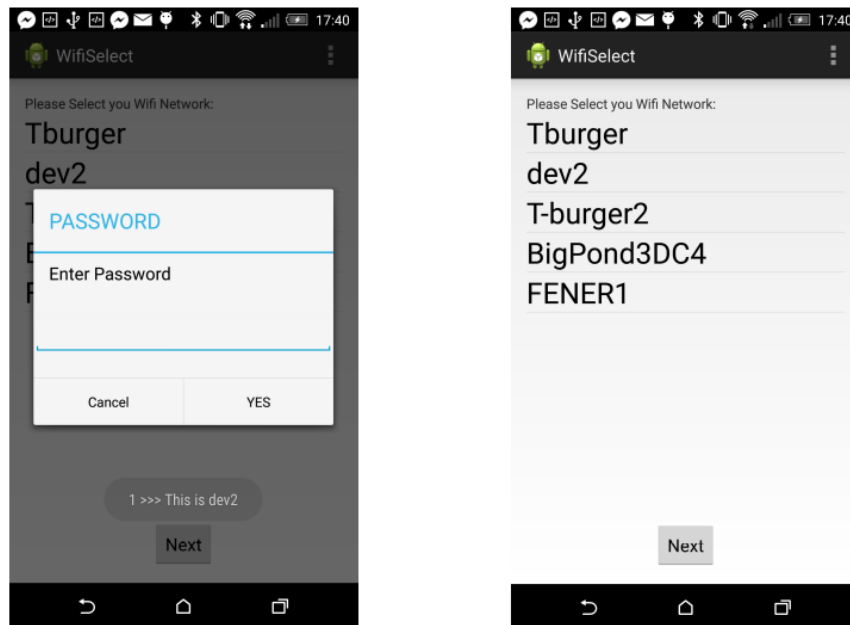 17:40
WifiSelect
Please Select you Wifi Network:
Tburger
dev2
PASSWORD
Enter Password
Cancel YES
1 >>> This is dev2
Next
17:40
WifiSelect
Please Select you Wifi Network:
Tburger
dev2
T-burger2
BigPond3DC4
FENER1
Next